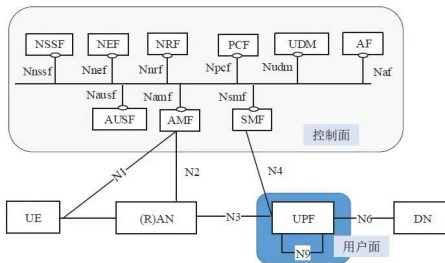 NSSF NEF NRF PCF UDM AF
Nnssf Nnef Nnrf Npcf Nudm Naf
Nausf Namf Nsmf
AUSF AMF SMF
控制面
N1 N2 N4
UE (R)AN N3 UPF N6 DN
N9 用户面